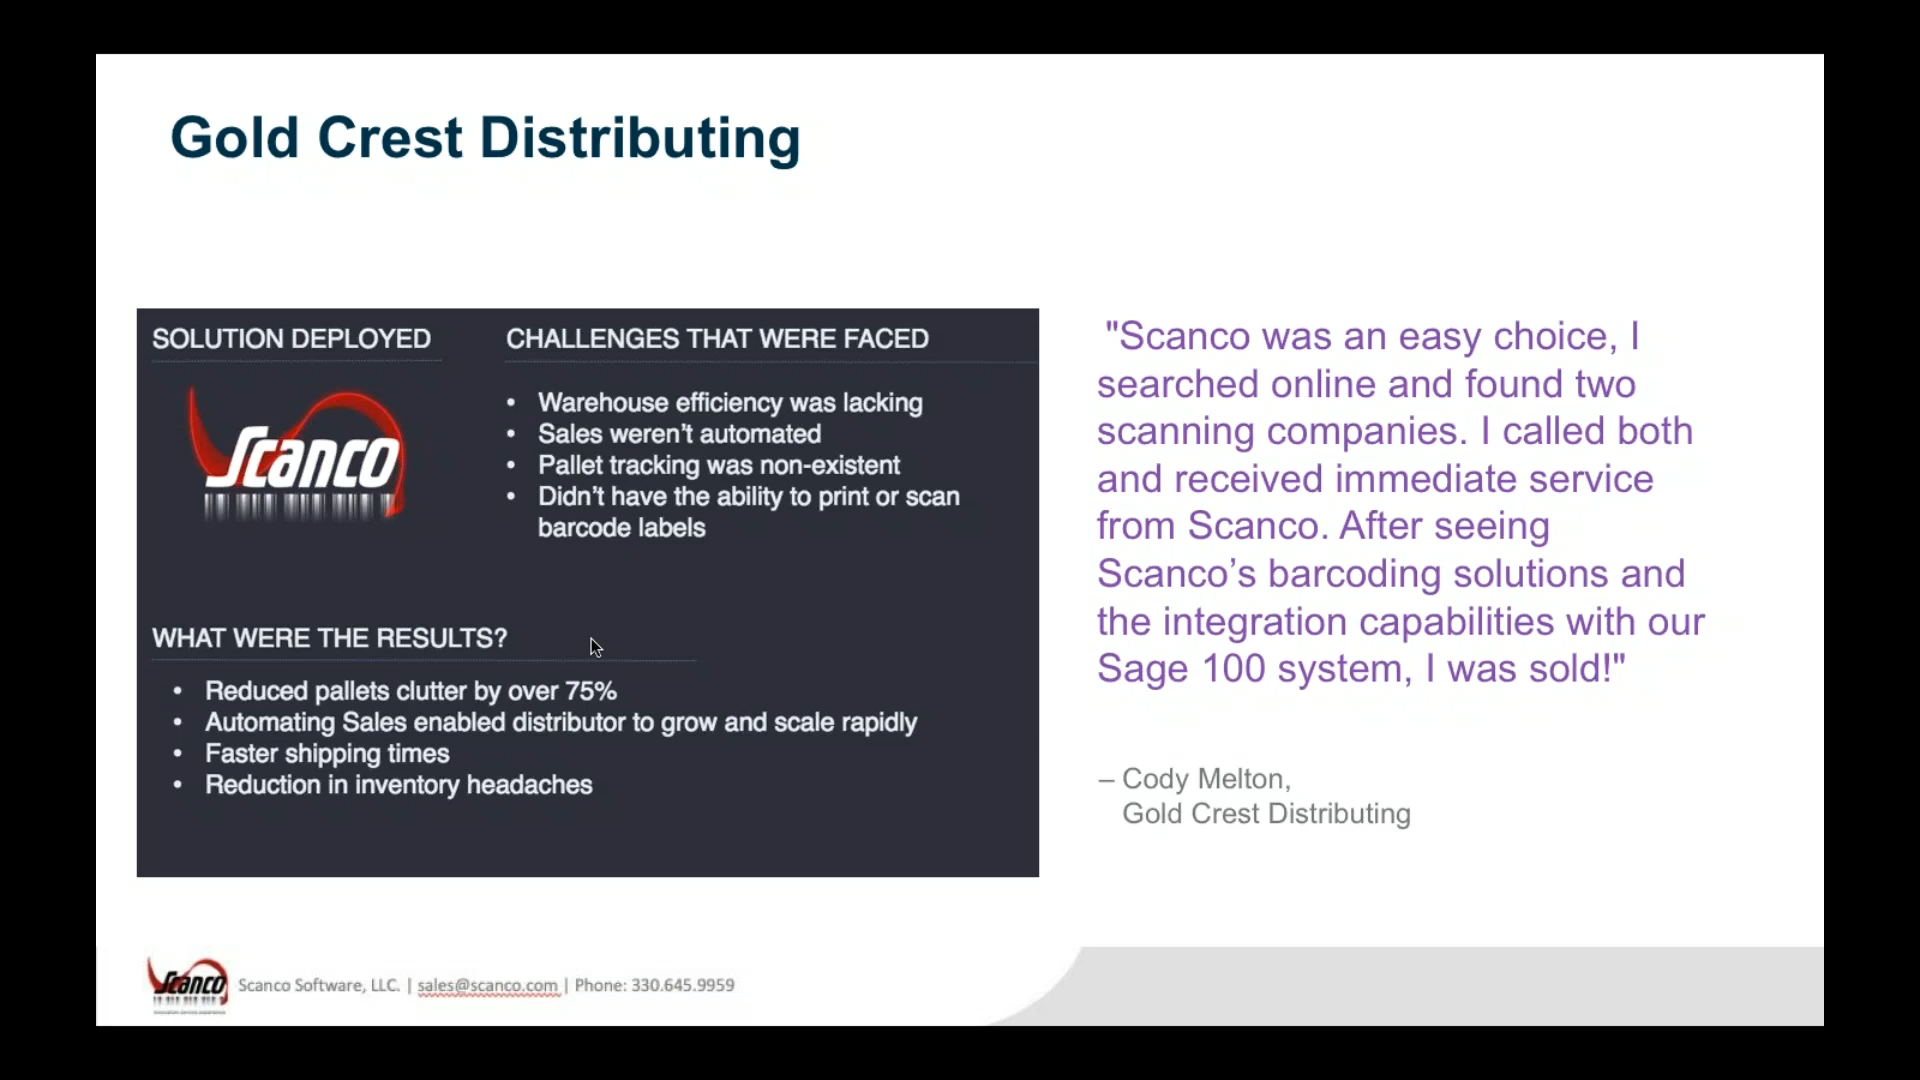 Gold Crest Distributing
SOLUTION DEPLOYED
Scanco
CHALLENGES THAT WERE FACED
• Warehouse efficiency was lacking
• Sales weren’t automated
• Pallet tracking was non-existent
• Didn’t have the ability to print or scan
barcode labels
WHAT WERE THE RESULTS?
• Reduced pallets clutter by over 75%
• Automating Sales enabled distributor to grow and scale rapidly
• Faster shipping times
• Reduction in inventory headaches
"Scanco was an easy choice, I
searched online and found two
scanning companies. I called both
and received immediate service
from Scanco. After seeing
Scanco’s barcoding solutions and
the integration capabilities with our
Sage 100 system, I was sold!"
– Cody Melton,
Gold Crest Distributing
Scanco
Scanco Software, LLC. | sales@scanco.com | Phone: 330.645.9959